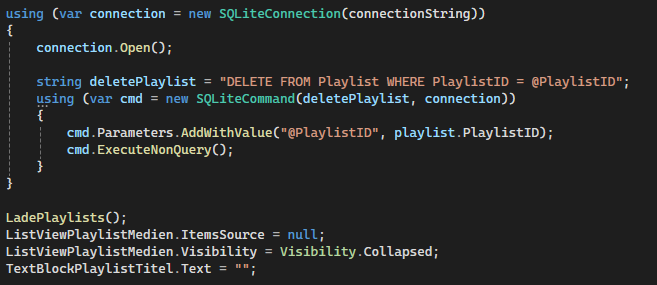 using (var connection = new SQLiteConnection(connectionString))
{
connection.Open();
string deletePlaylist = "DELETE FROM Playlist WHERE PlaylistID = @PlaylistID";
using (var cmd = new SQLiteCommand(deletePlaylist, connection))
{
cmd.Parameters.AddWithValue("@PlaylistID", playlist.PlaylistID);
cmd.ExecuteNonQuery();
}
}
LadePlaylists();
ListViewPlaylistMedien.ItemsSource = null;
ListViewPlaylistMedien.Visibility = Visibility.Collapsed;
TextBlockPlaylistTitel.Text = "";